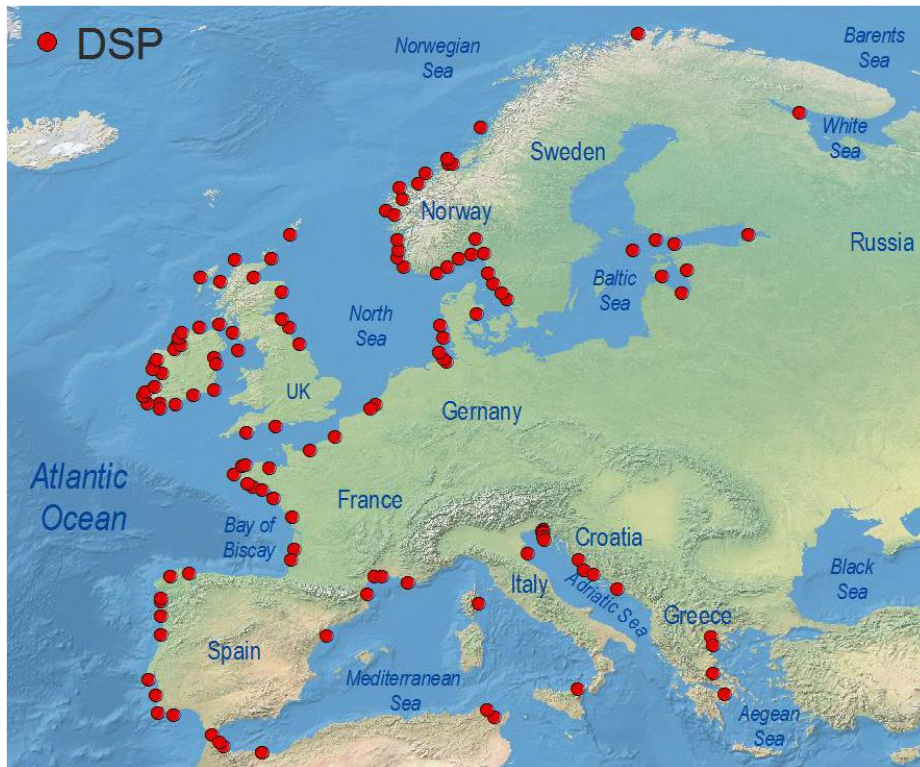 DSP
Norwegian
Sea
Barents
Sea
White
Sea
Sweden
Norway
Russia
Baltic
Sea
North
Sea
UK
Gernany
Atlantic
Ocean
France
Bay of
Biscay
Croatia
Italy
Adriatic Sea
Black
Sea
Greece
Spain
Mediterranean
Sea
Aegean
Sea